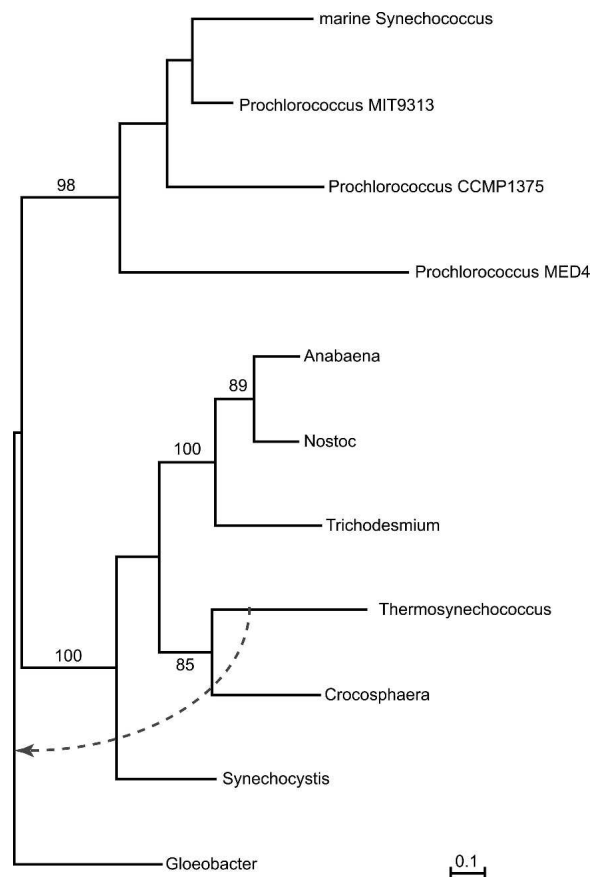 marine Synechococcus
Prochlorococcus MIT9313
98
Prochlorococcus CCMP1375
Prochlorococcus MED4
Anabaena
89
100
Nostoc
Trichodesmium
Thermosynechococcus
100
85
Crocosphaera
Synechocystis
Gloeobacter
0.1